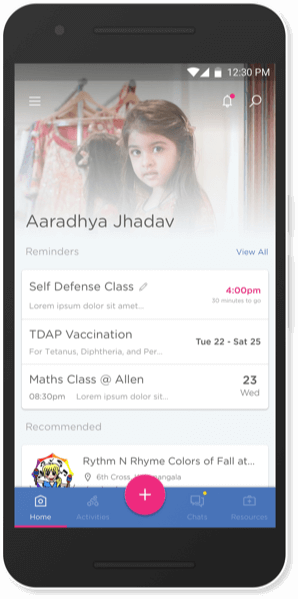 12:30 PM
Aaradhya Jhadav
Reminders View All
Self Defense Class 4:00pm
Lorem ipsum dolor sit amet... 30 minutes to go
TDAP Vaccination Tue 22 - Sat 25
For Tetanus, Diphtheria, and Per...
Maths Class @ Allen 23
08:30pm Lorem ipsum dolor sit... Wed
Recommended
Rythm N Rhyme Colors of Fall at...
6th Cross,
Home Activities + Chats Resources